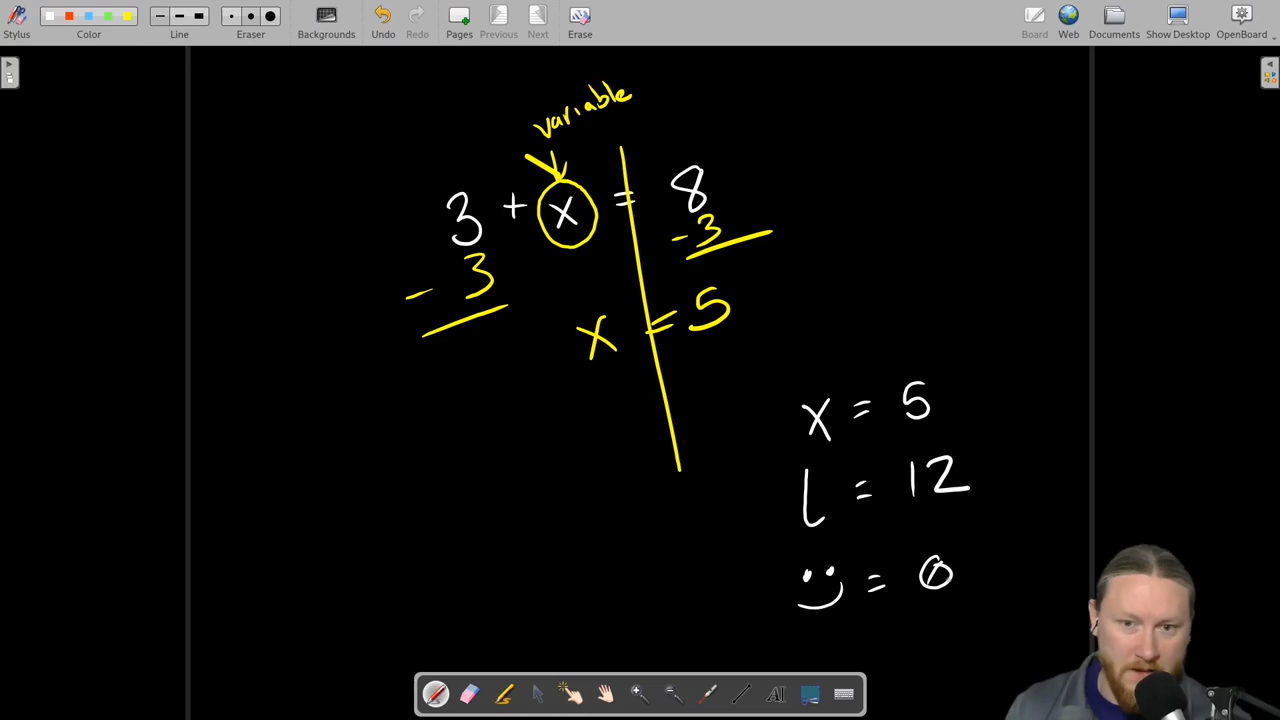 Stylus Color Line Eraser Backgrounds Undo Redo Pages Previous Next Erase Board Web Documents Show Desktop OpenBoard
variable
3 + x = 8
- 3 -3
x = 5
x = 5
l = 12
= 0
AI